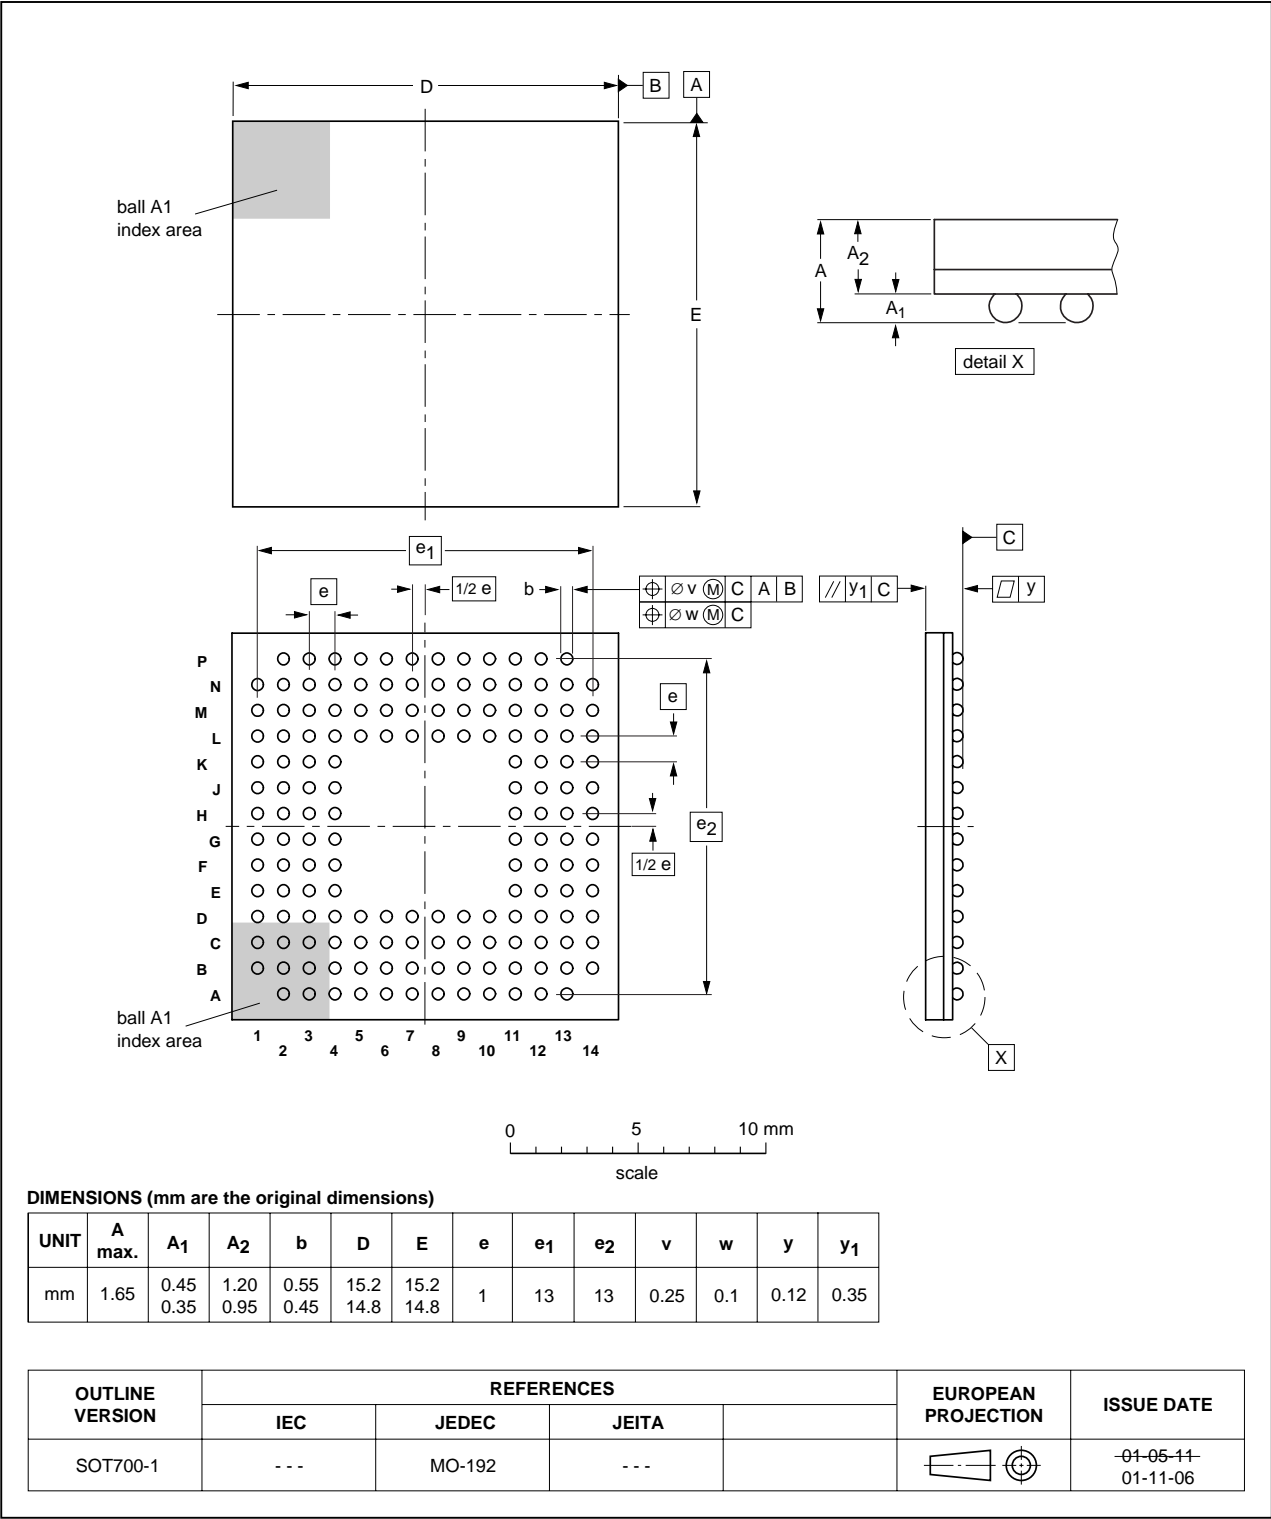 D
B
A
ball A1
index area
E
A
A2
A1
detail X
e1
e
1/2 e
b
⌖ ⌀ v Ⓜ C A B
⌖ ⌀ w Ⓜ C
// y1 C
C
⏥ y
P
N
M
L
K
J
H
G
F
E
D
C
B
A
e
e2
1/2 e
ball A1
index area
1 3 5 7 9 11 13
2 4 6 8 10 12 14
X
0 5 10 mm
scale
DIMENSIONS (mm are the original dimensions)
UNIT A max. A1 A2 b D E e e1 e2 v w y y1
mm 1.65 0.45 0.35 1.20 0.95 0.55 0.45 15.2 14.8 15.2 14.8 1 13 13 0.25 0.1 0.12 0.35
OUTLINE VERSION REFERENCES EUROPEAN PROJECTION ISSUE DATE
IEC JEDEC JEITA
SOT700-1 - - - MO-192 - - - 01-05-11
01-11-06